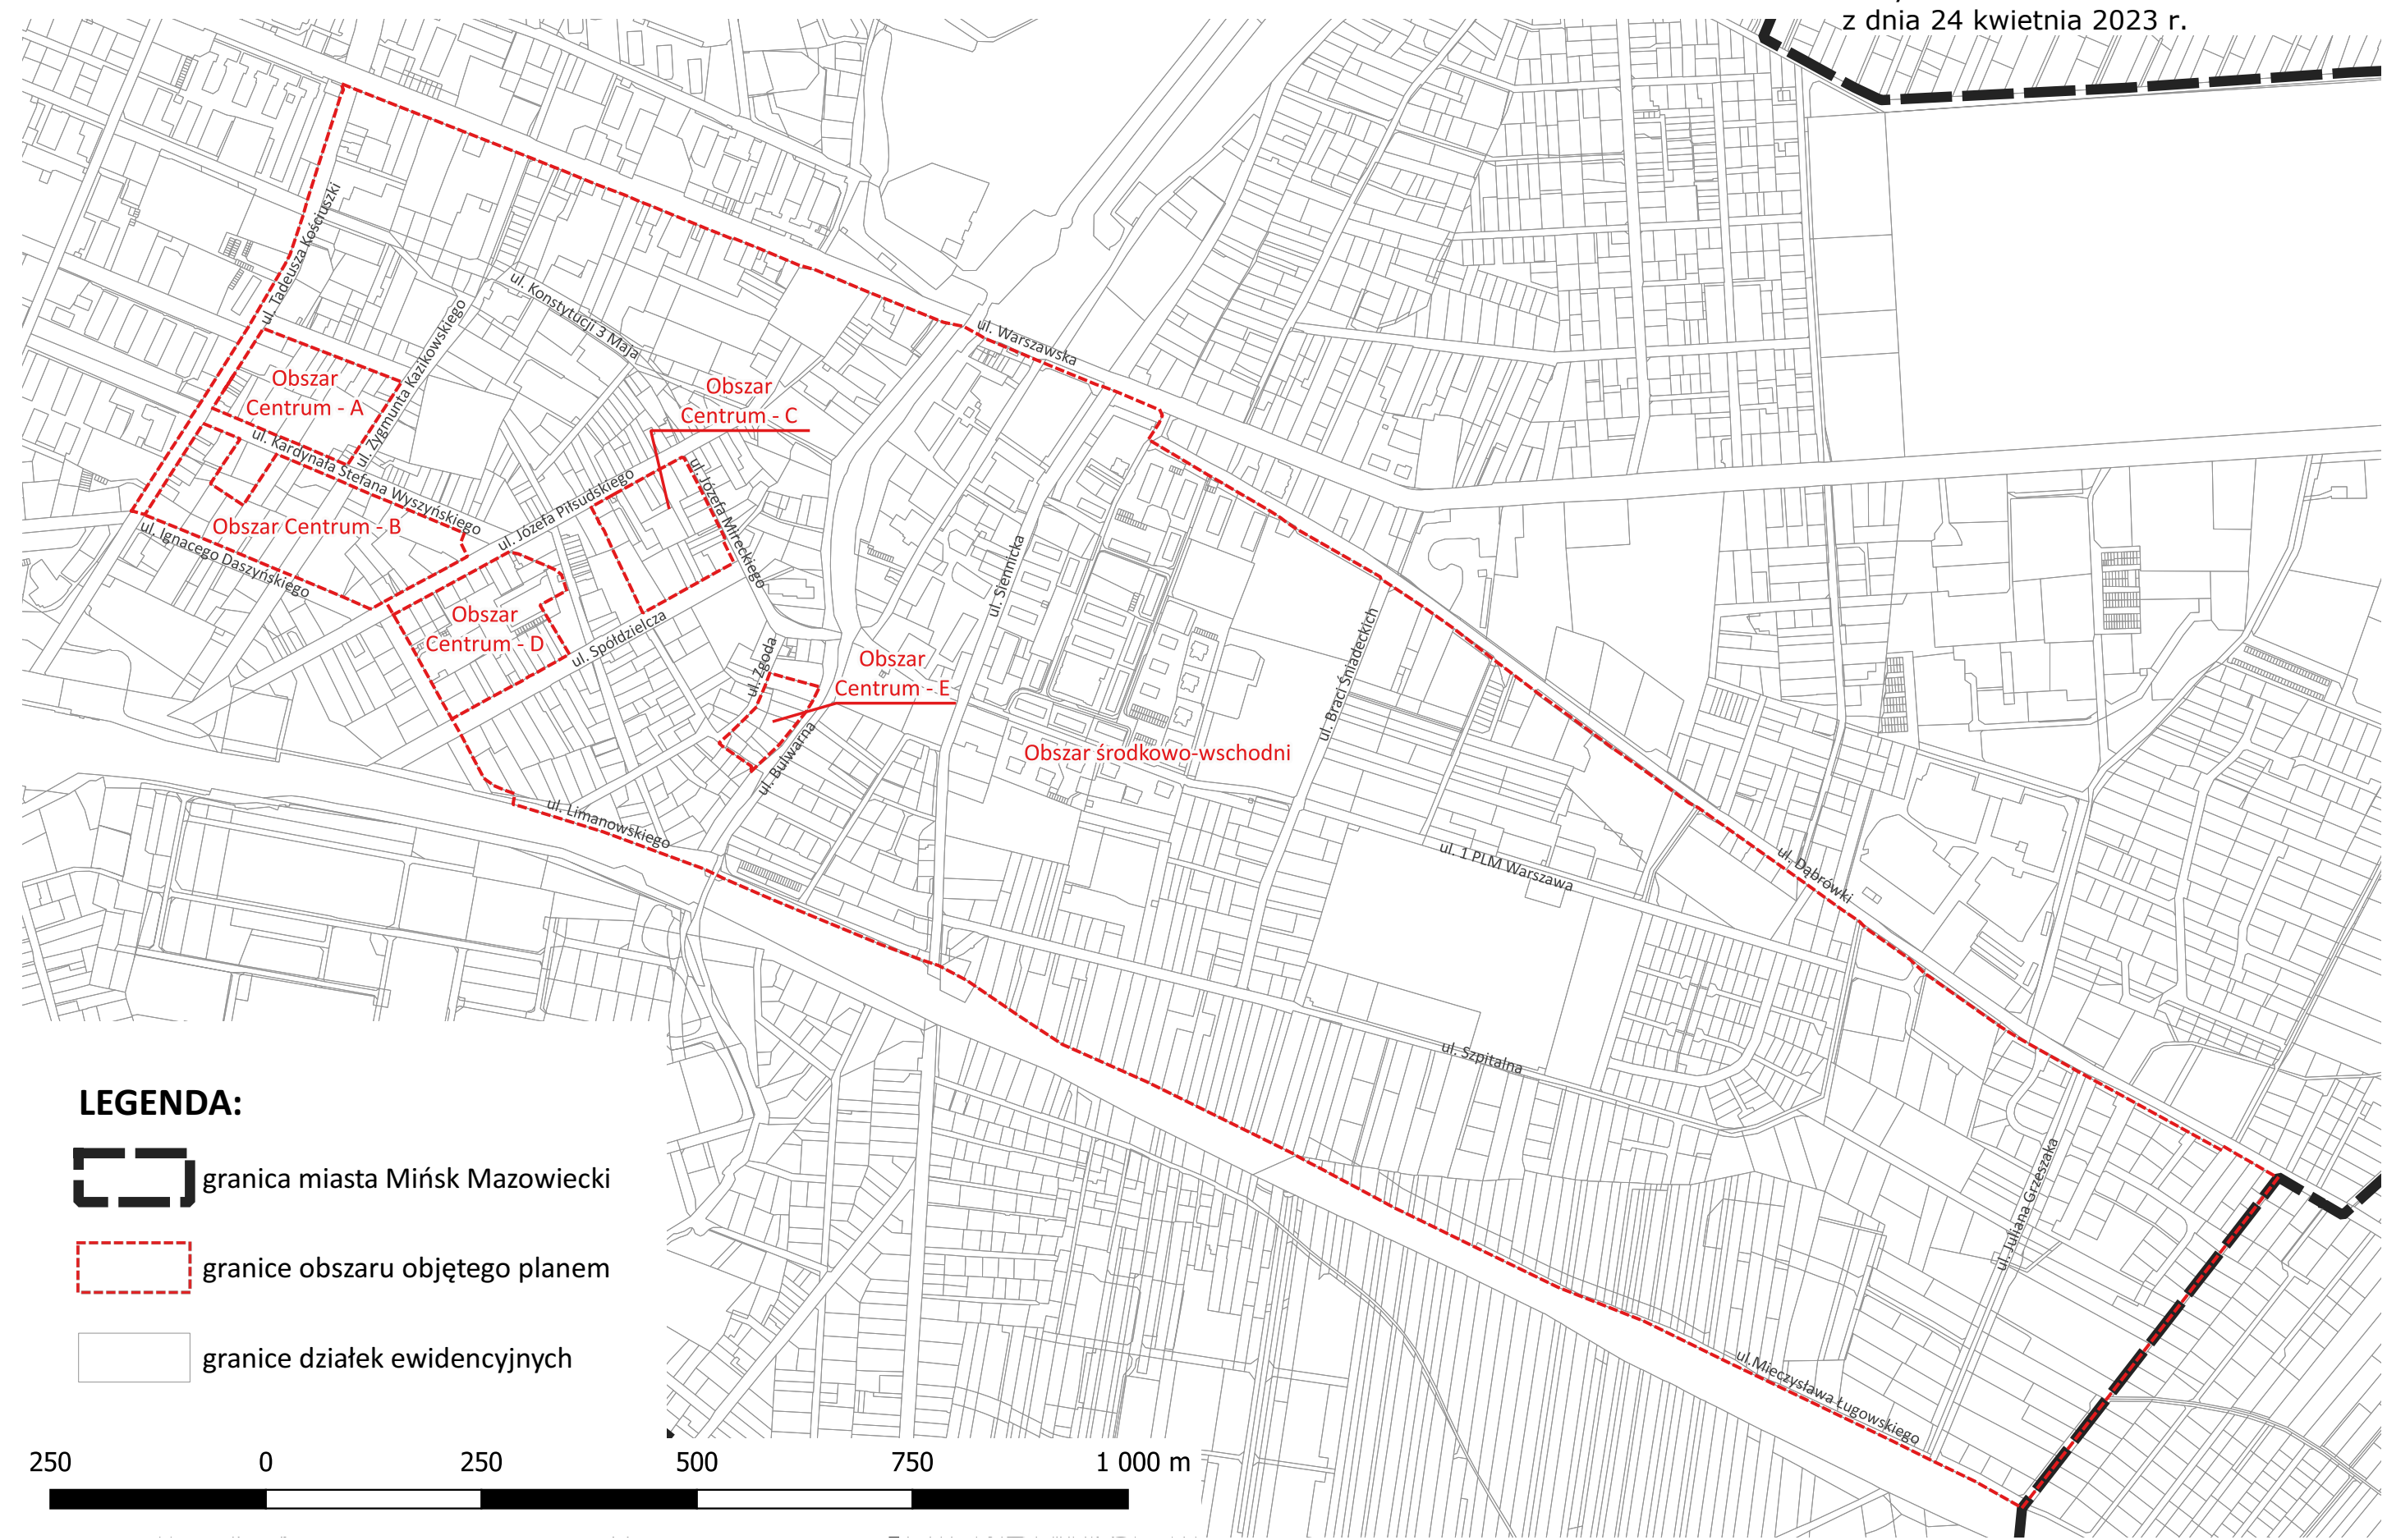 z dnia 24 kwietnia 2023 r.
ul. Tadeusza Kościuszki
ul. Konstytucji 3 Maja
ul. Zygmunta Kazikowskiego
ul. Warszawska
Obszar
Centrum - A
Obszar
Centrum - C
ul. Kardynała Stefana Wyszyńskiego
ul. Józefa Piłsudskiego
ul. Józefa Mireckiego
Obszar Centrum - B
ul. Ignacego Daszyńskiego
ul. Siennicka
Obszar
Centrum - D
ul. Spółdzielcza
ul. Zgoda
Obszar
Centrum - E
ul. Braci Śniadeckich
Obszar środkowo-wschodni
ul. Bulwarna
ul. Limanowskiego
ul. 1 PLM Warszawa
ul. Dąbrówki
ul. Szpitalna
ul. Juliana Grzeszaka
ul.Mieczysława Ługowskiego
LEGENDA:
granica miasta Mińsk Mazowiecki
granice obszaru objętego planem
granice działek ewidencyjnych
250 0 250 500 750 1 000 m